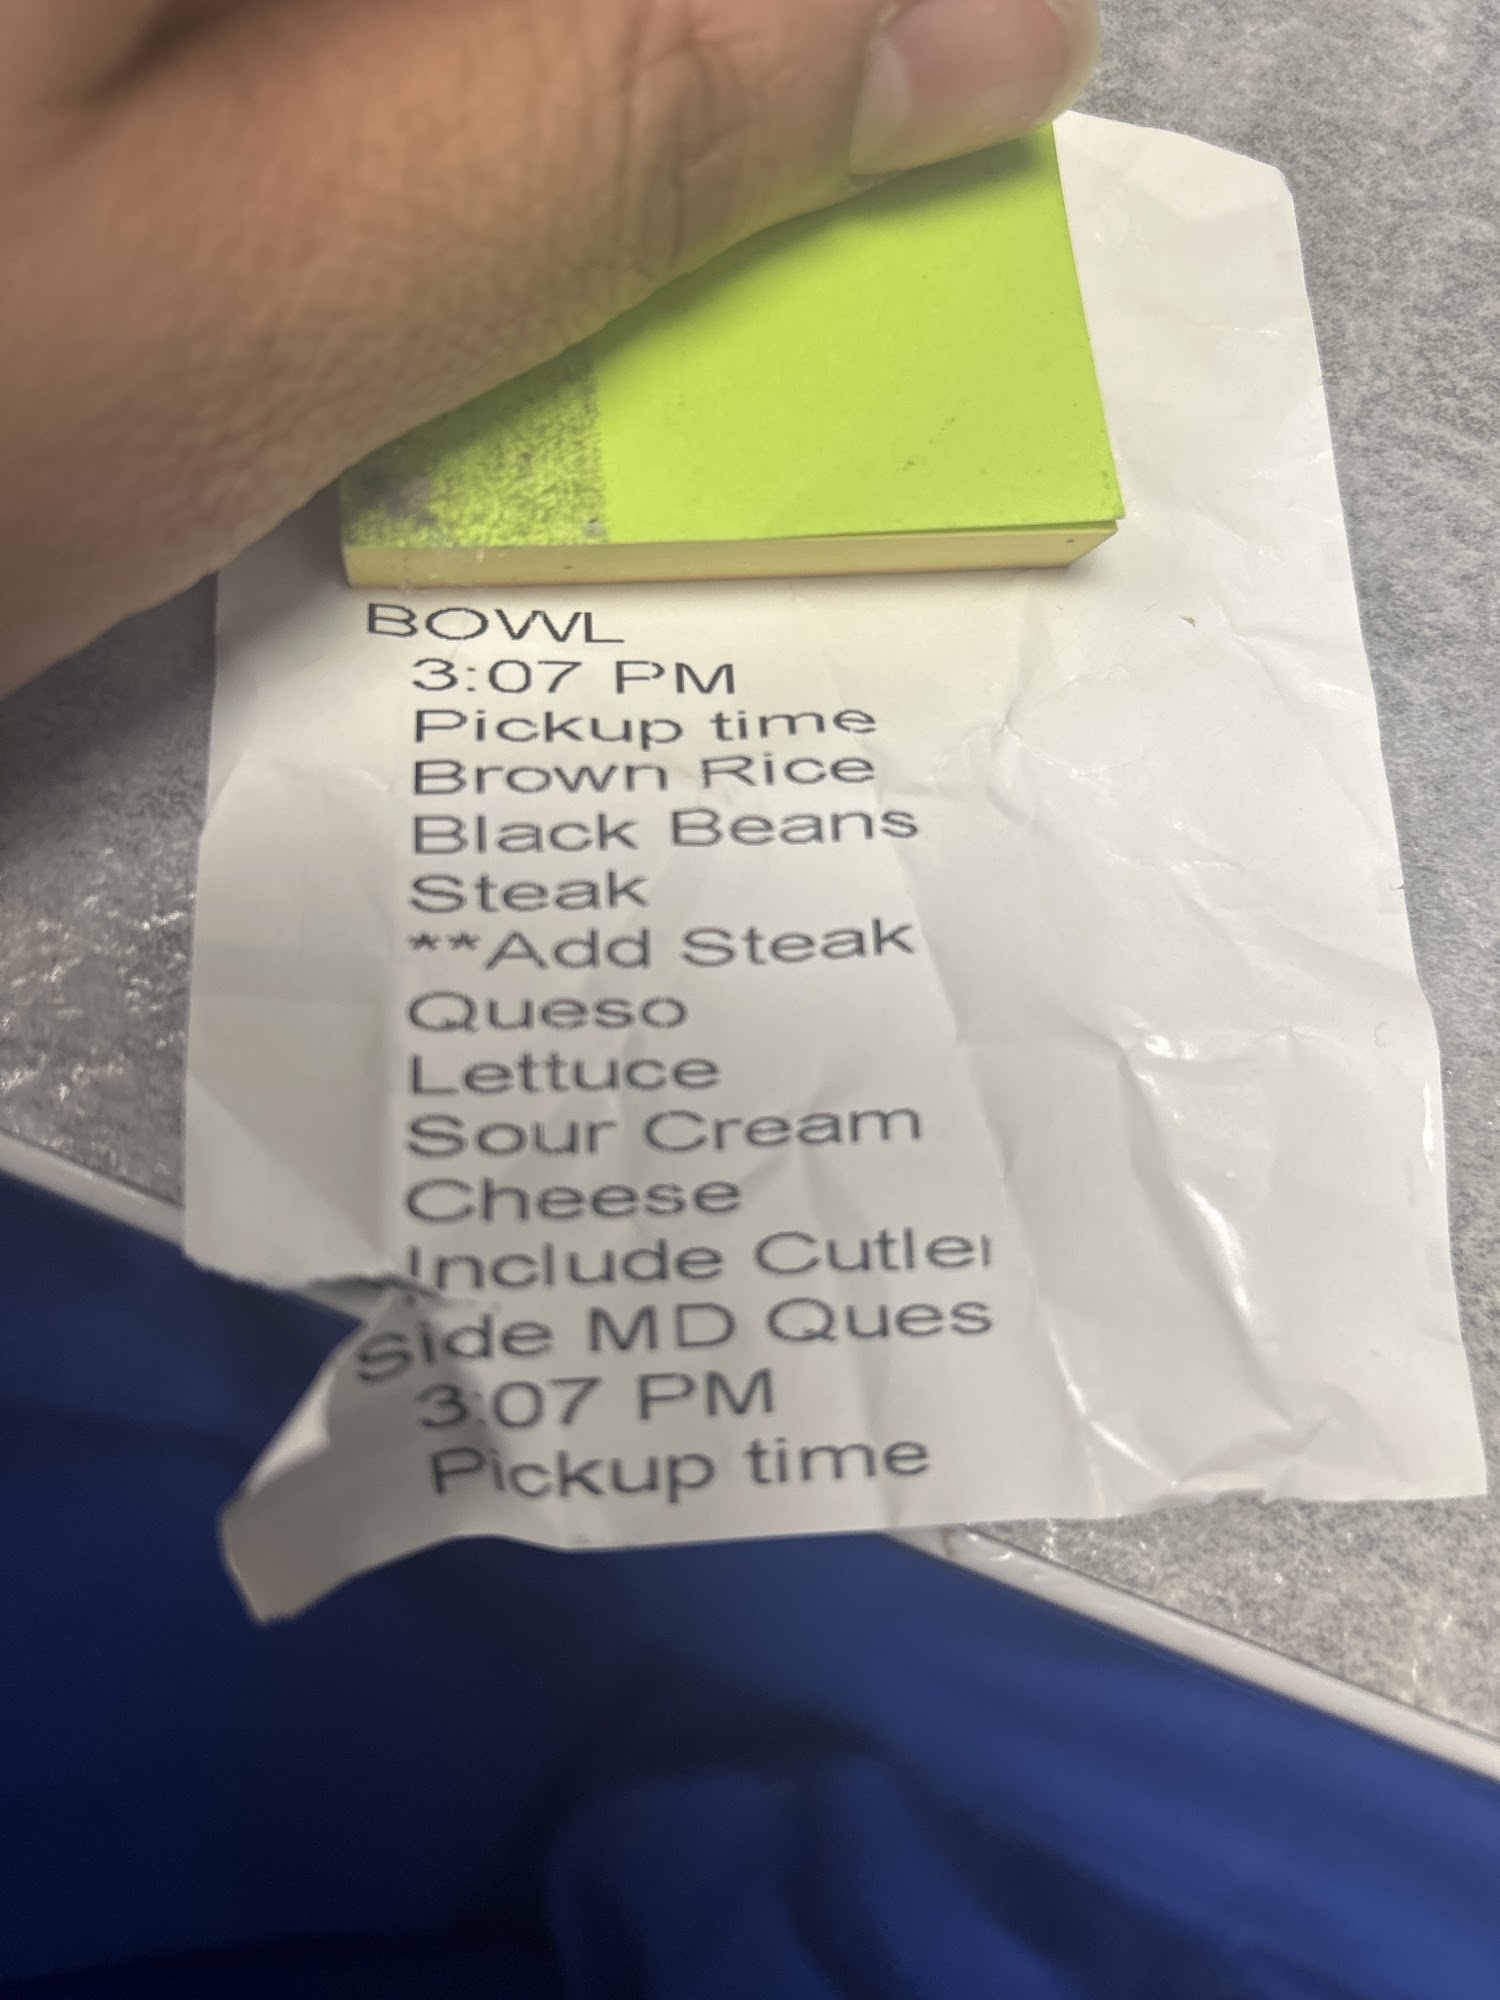 BOWL
3:07 PM
Pickup time
Brown Rice
Black Beans
Steak
**Add Steak
Queso
Lettuce
Sour Cream
Cheese
Include Cutler
Side MD Ques
3:07 PM
Pickup time